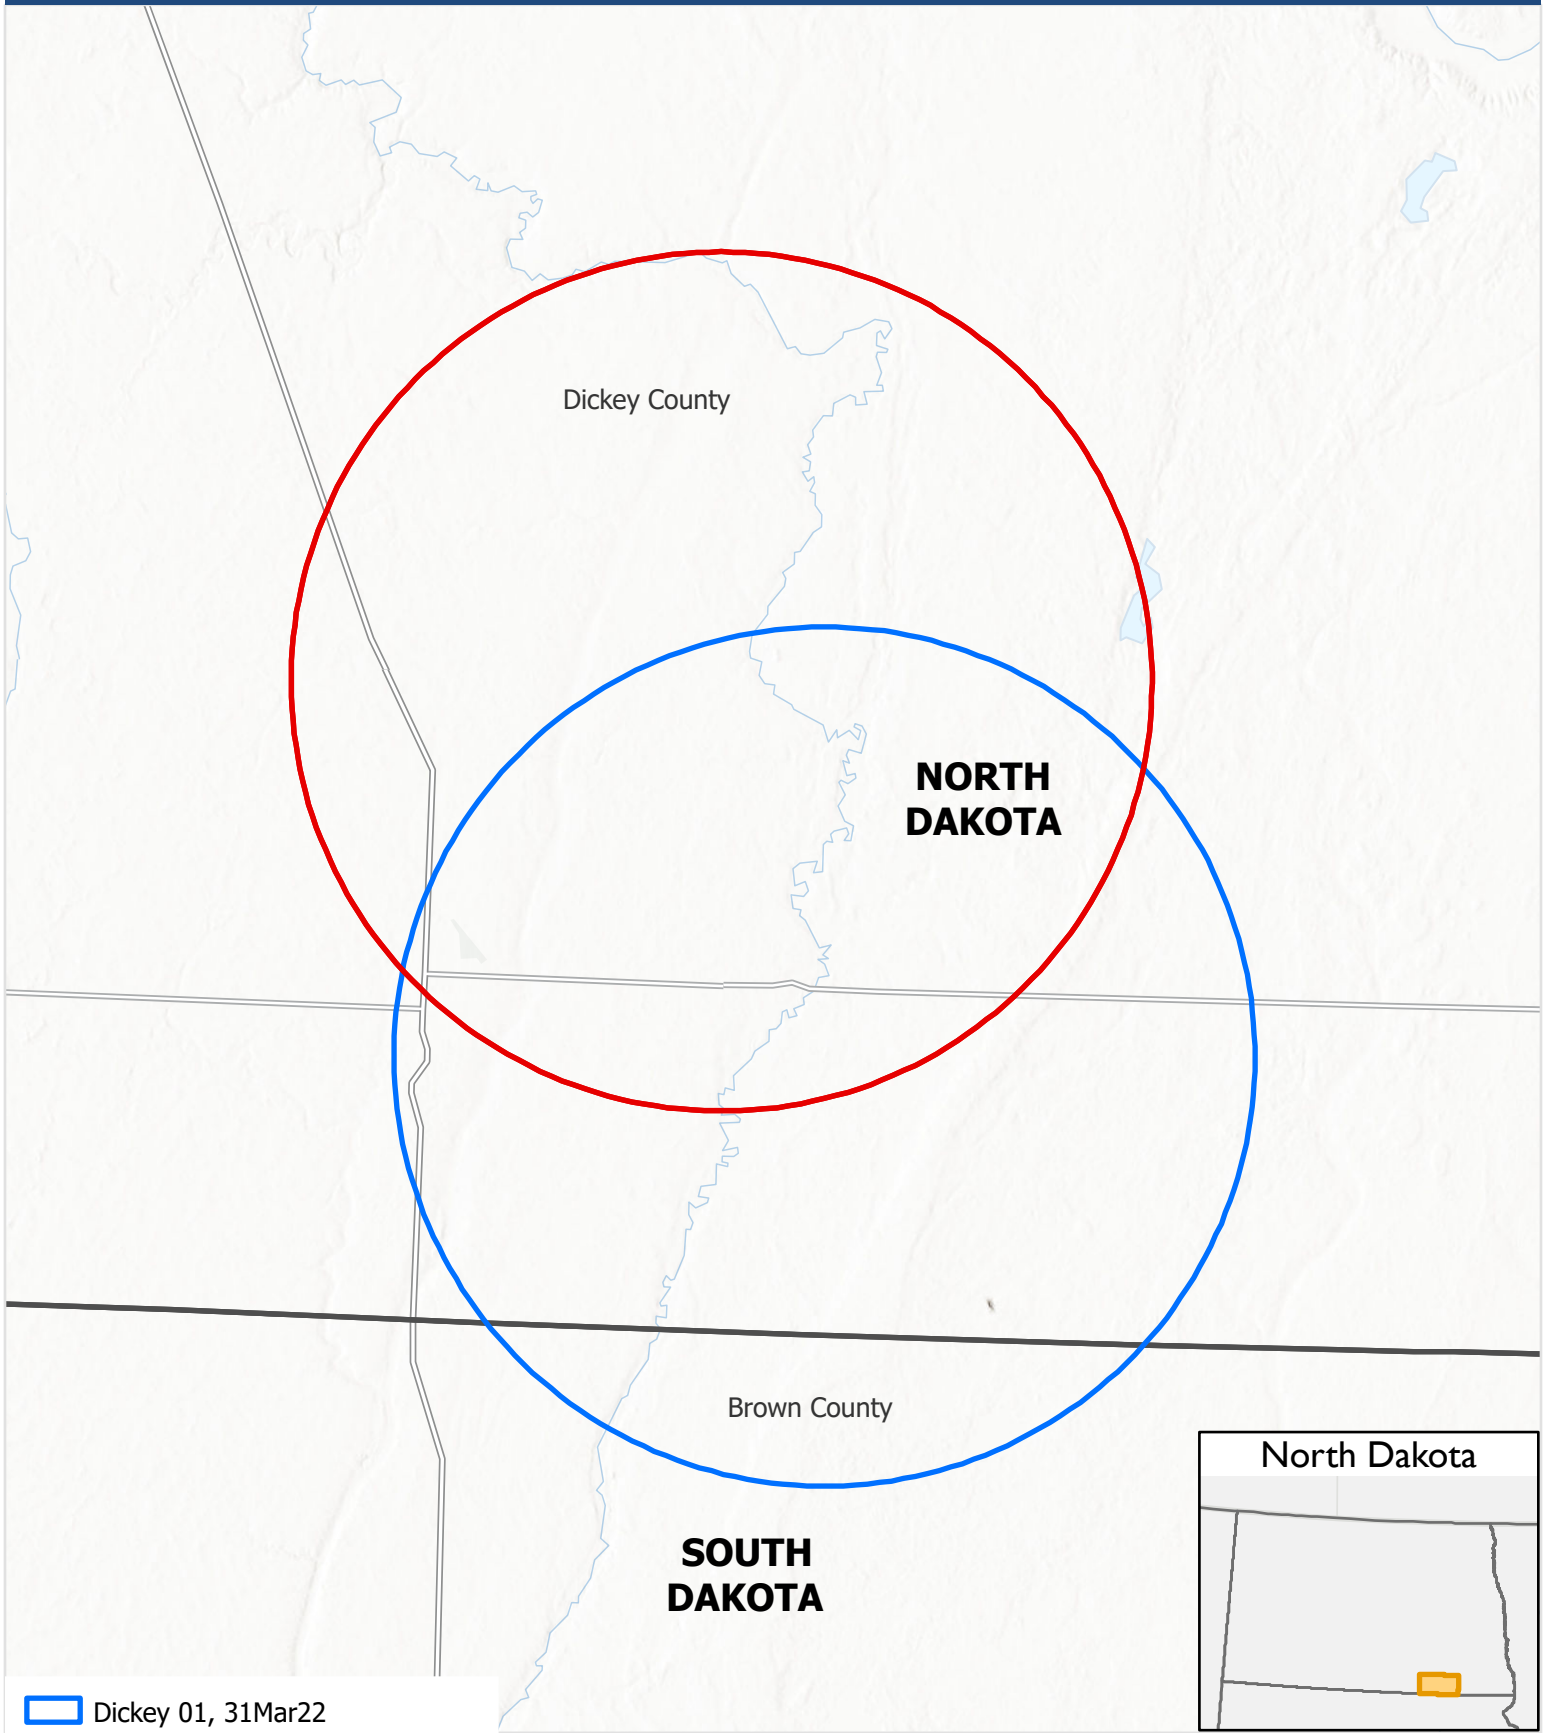 Dickey County
NORTH
DAKOTA
Brown County
North Dakota
SOUTH
DAKOTA
Dickey 01, 31Mar22